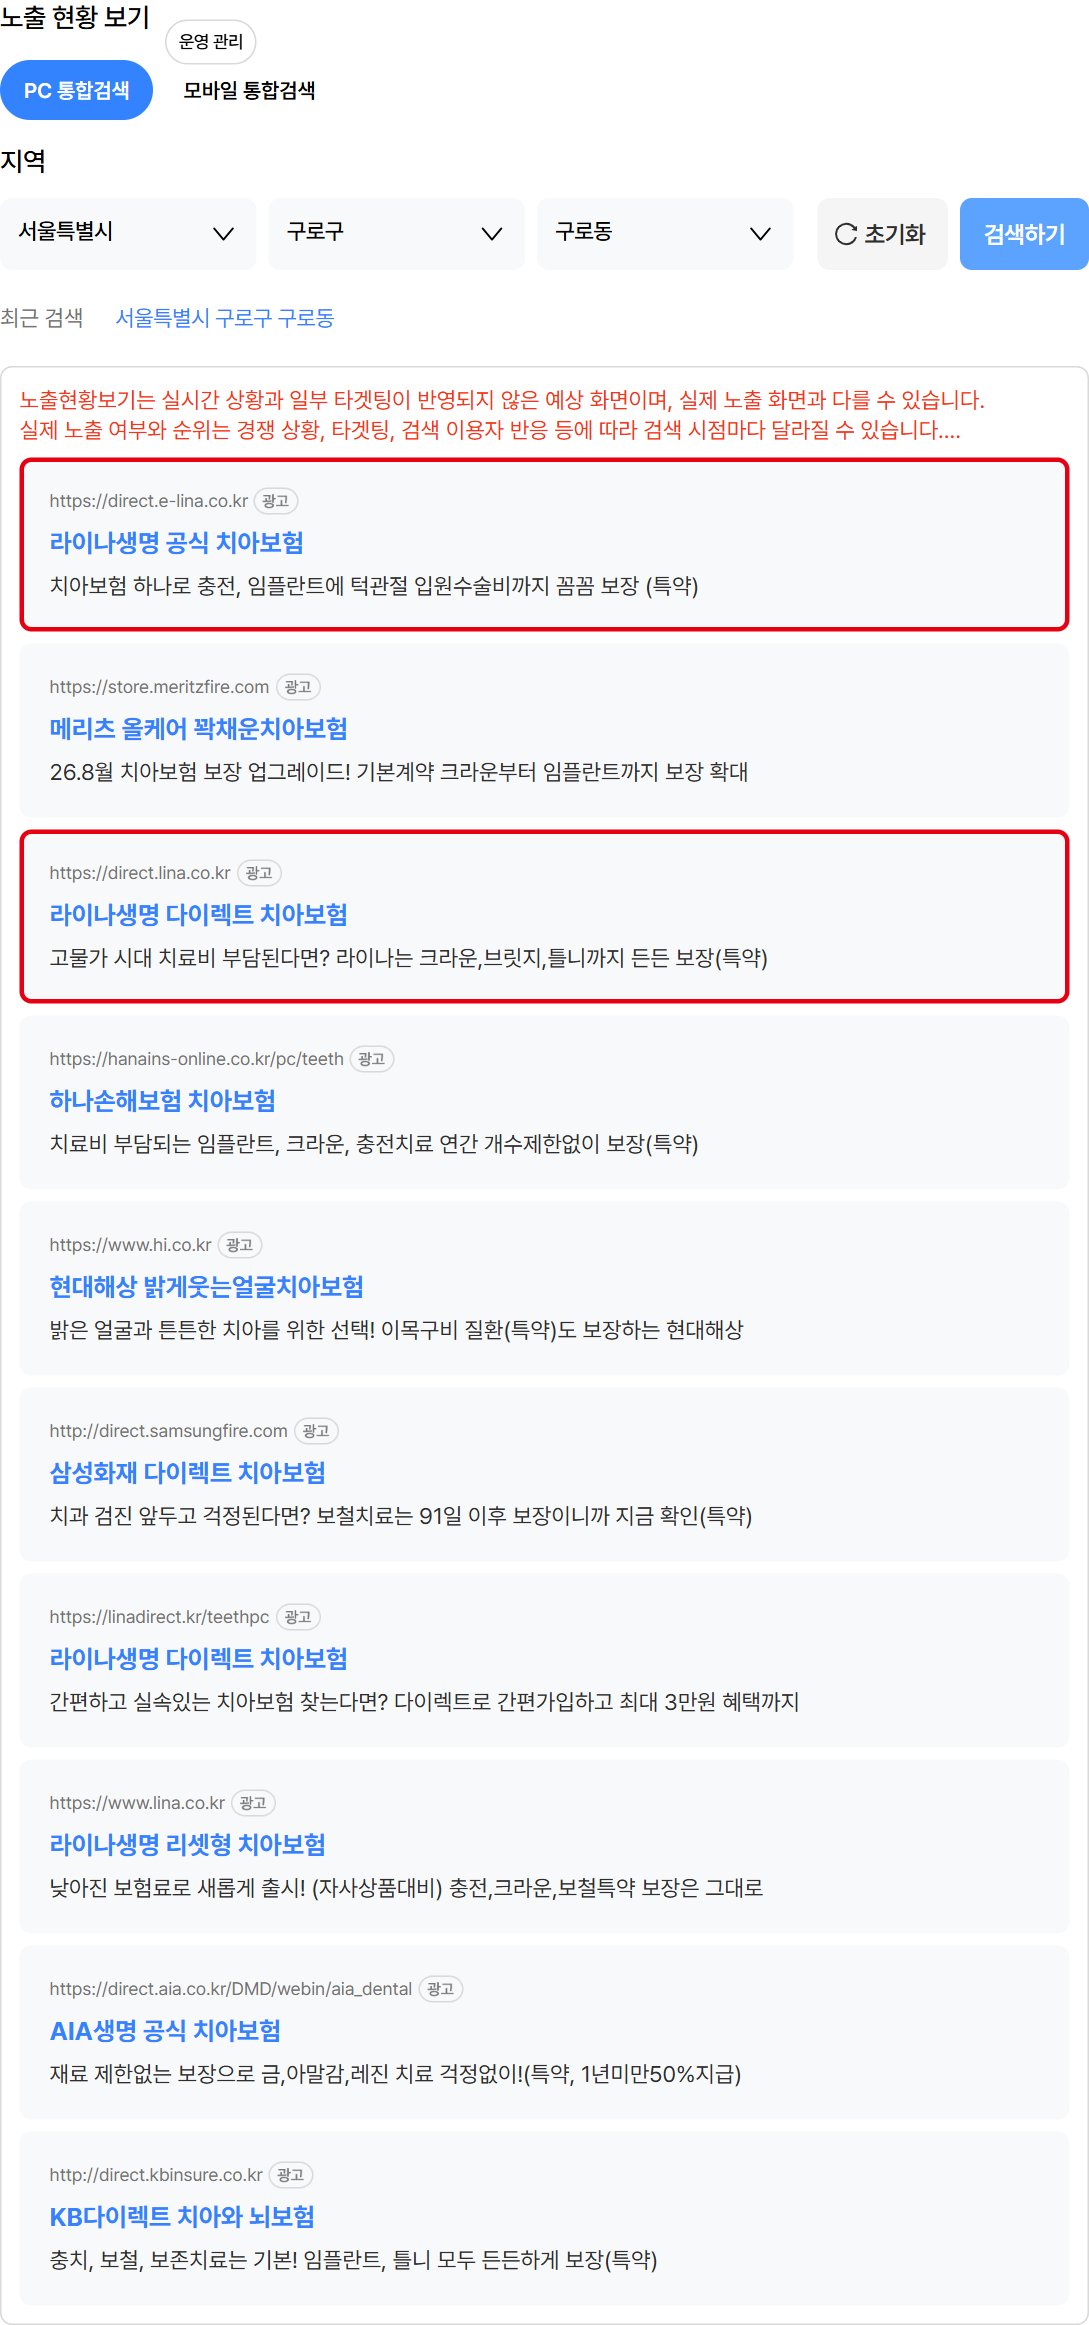 노출 현황 보기
운영 관리
PC 통합검색
모바일 통합검색
지역
서울특별시
구로구
구로동
초기화
검색하기
최근 검색
서울특별시 구로구 구로동
노출현황보기는 실시간 상황과 일부 타겟팅이 반영되지 않은 예상 화면이며, 실제 노출 화면과 다를 수 있습니다.
실제 노출 여부와 순위는 경쟁 상황, 타겟팅, 검색 이용자 반응 등에 따라 검색 시점마다 달라질 수 있습니다....
https://direct.e-lina.co.kr 광고
라이나생명 공식 치아보험
치아보험 하나로 충전, 임플란트에 턱관절 입원수술비까지 꼼꼼 보장 (특약)
https://store.meritzfire.com 광고
메리츠 올케어 꽉채운치아보험
26.8월 치아보험 보장 업그레이드! 기본계약 크라운부터 임플란트까지 보장 확대
https://direct.lina.co.kr 광고
라이나생명 다이렉트 치아보험
고물가 시대 치료비 부담된다면? 라이나는 크라운,브릿지,틀니까지 든든 보장(특약)
https://hanains-online.co.kr/pc/teeth 광고
하나손해보험 치아보험
치료비 부담되는 임플란트, 크라운, 충전치료 연간 개수제한없이 보장(특약)
https://www.hi.co.kr 광고
현대해상 밝게웃는얼굴치아보험
밝은 얼굴과 튼튼한 치아를 위한 선택! 이목구비 질환(특약)도 보장하는 현대해상
http://direct.samsungfire.com 광고
삼성화재 다이렉트 치아보험
치과 검진 앞두고 걱정된다면? 보철치료는 91일 이후 보장이니까 지금 확인(특약)
https://linadirect.kr/teethpc 광고
라이나생명 다이렉트 치아보험
간편하고 실속있는 치아보험 찾는다면? 다이렉트로 간편가입하고 최대 3만원 혜택까지
https://www.lina.co.kr 광고
라이나생명 리셋형 치아보험
낮아진 보험료로 새롭게 출시! (자사상품대비) 충전,크라운,보철특약 보장은 그대로
https://direct.aia.co.kr/DMD/webin/aia_dental 광고
AIA생명 공식 치아보험
재료 제한없는 보장으로 금,아말감,레진 치료 걱정없이!(특약, 1년미만50%지급)
http://direct.kbinsure.co.kr 광고
KB다이렉트 치아와 뇌보험
충치, 보철, 보존치료는 기본! 임플란트, 틀니 모두 든든하게 보장(특약)